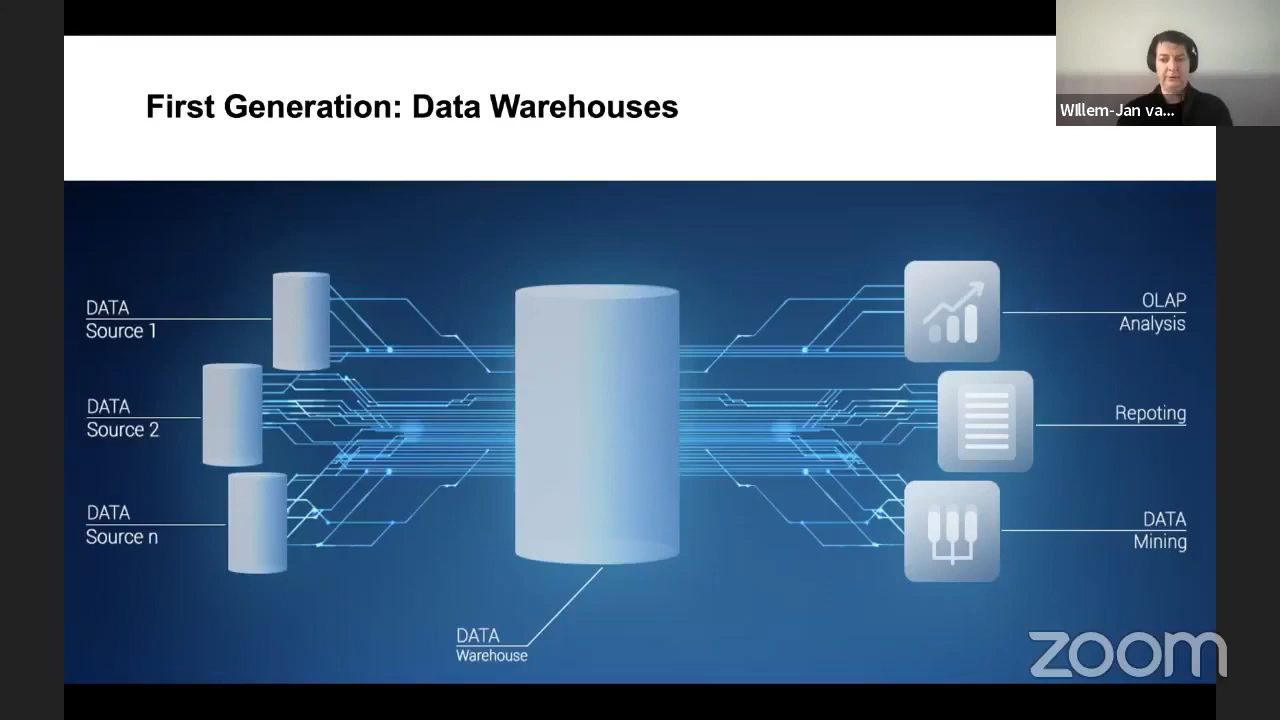 First Generation: Data Warehouses
WIllem-Jan va...
DATA
Source 1
DATA
Source 2
DATA
Source n
DATA
Warehouse
OLAP
Analysis
Repoting
DATA
Mining
zoom